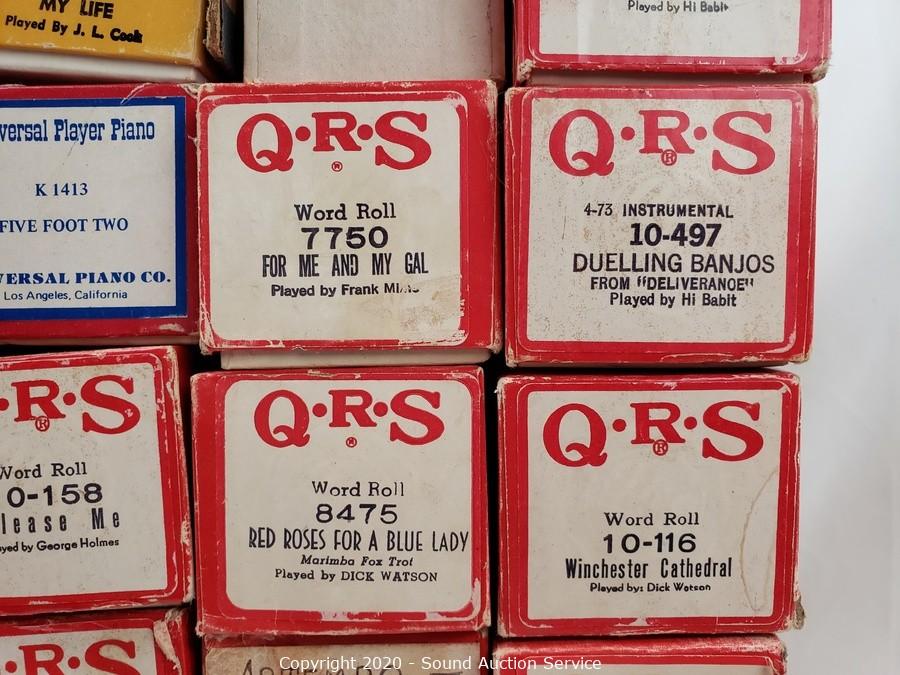 MY LIFE
Played By J. L. Cook
Played by Hi Babit
Player Piano
K 1413
FIVE FOOT TWO
PIANO CO.
Los Angeles, California
Q·R·S
®
Word Roll
7750
FOR ME AND MY GAL
Played by Frank
Q·R·S
®
4-73 INSTRUMENTAL
10-497
DUELLING BANJOS
FROM "DELIVERANCE"
Played by Hi Babit
R·S
®
Word Roll
0-158
Me
by George Holmes
Q·R·S
®
Word Roll
8475
RED ROSES FOR A BLUE LADY
Marimba Fox Trot
Played by DICK WATSON
Q·R·S
®
Word Roll
10-116
Winchester Cathedral
Played by: Dick Watson
R·S
Copyright 2020 - Sound Auction Service